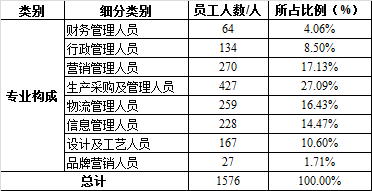 类别 细分类别 员工人数/人 所占比例（%）
专业构成
财务管理人员 64 4.06%
行政管理人员 134 8.50%
营销管理人员 270 17.13%
生产采购及管理人员 427 27.09%
物流管理人员 259 16.43%
信息管理人员 228 14.47%
设计及工艺人员 167 10.60%
品牌营销人员 27 1.71%
总计 1576 100.00%